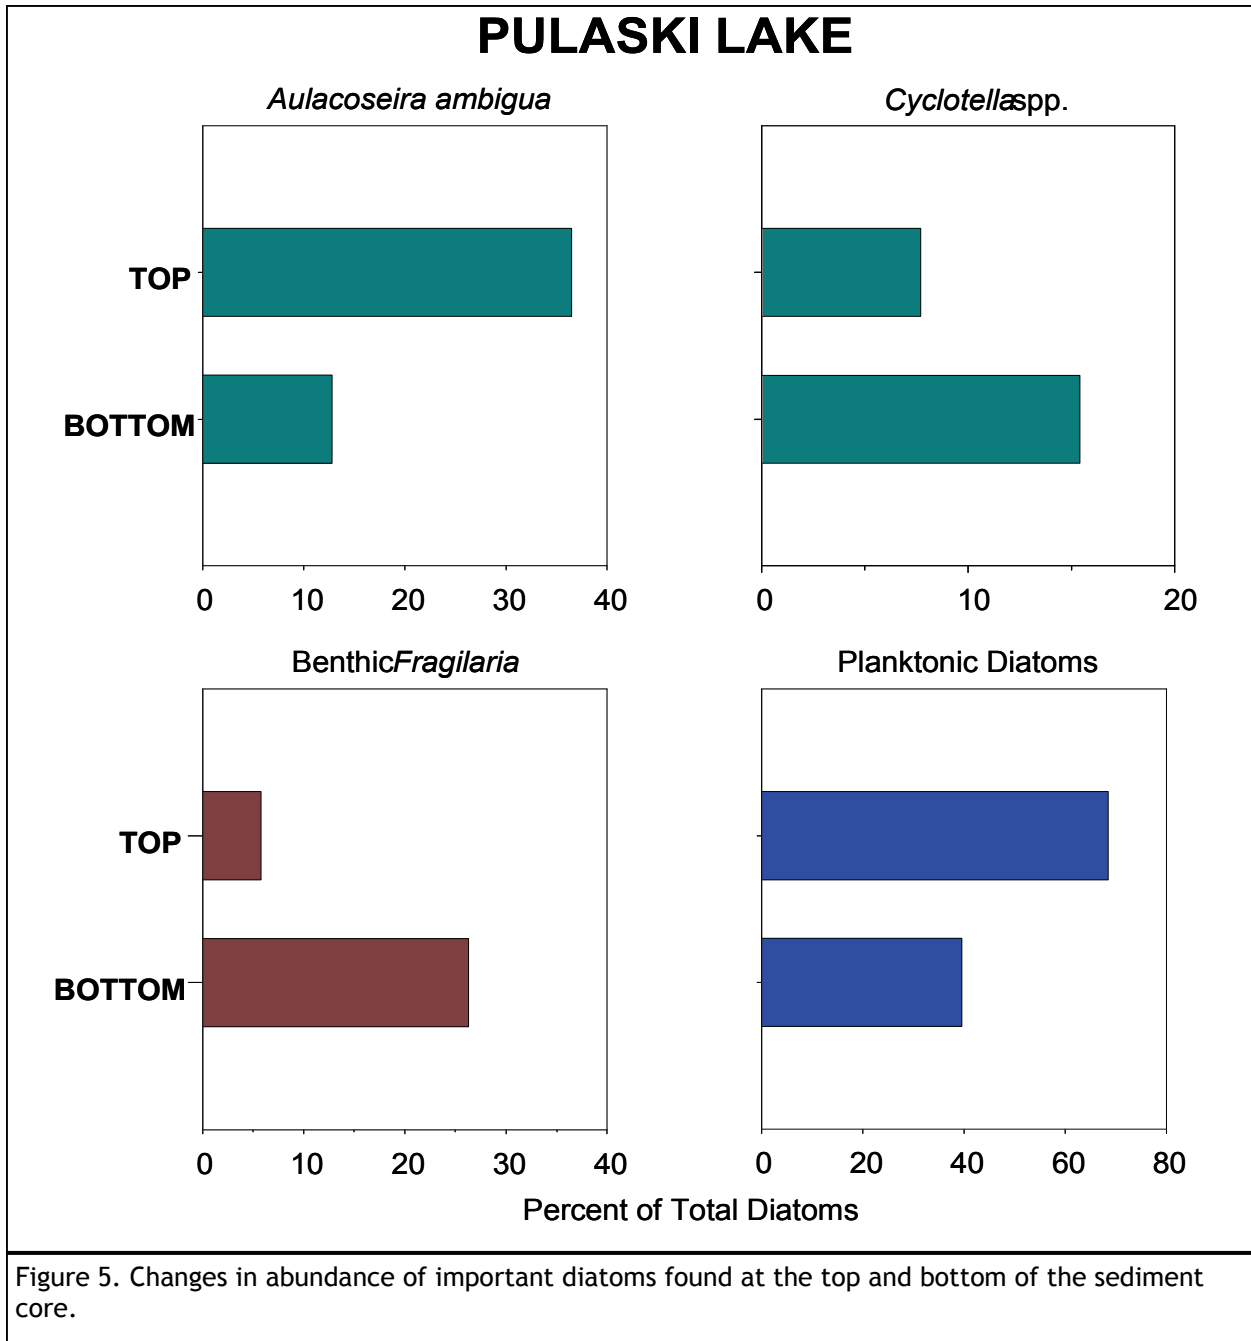 PULASKI LAKE
Aulacoseira ambigua
Cyclotellaspp.
TOP
BOTTOM
0 10 20 30 40
0 10 20
BenthicFragilaria
Planktonic Diatoms
TOP
BOTTOM
0 10 20 30 40
0 20 40 60 80
Percent of Total Diatoms
Figure 5. Changes in abundance of important diatoms found at the top and bottom of the sediment
core.